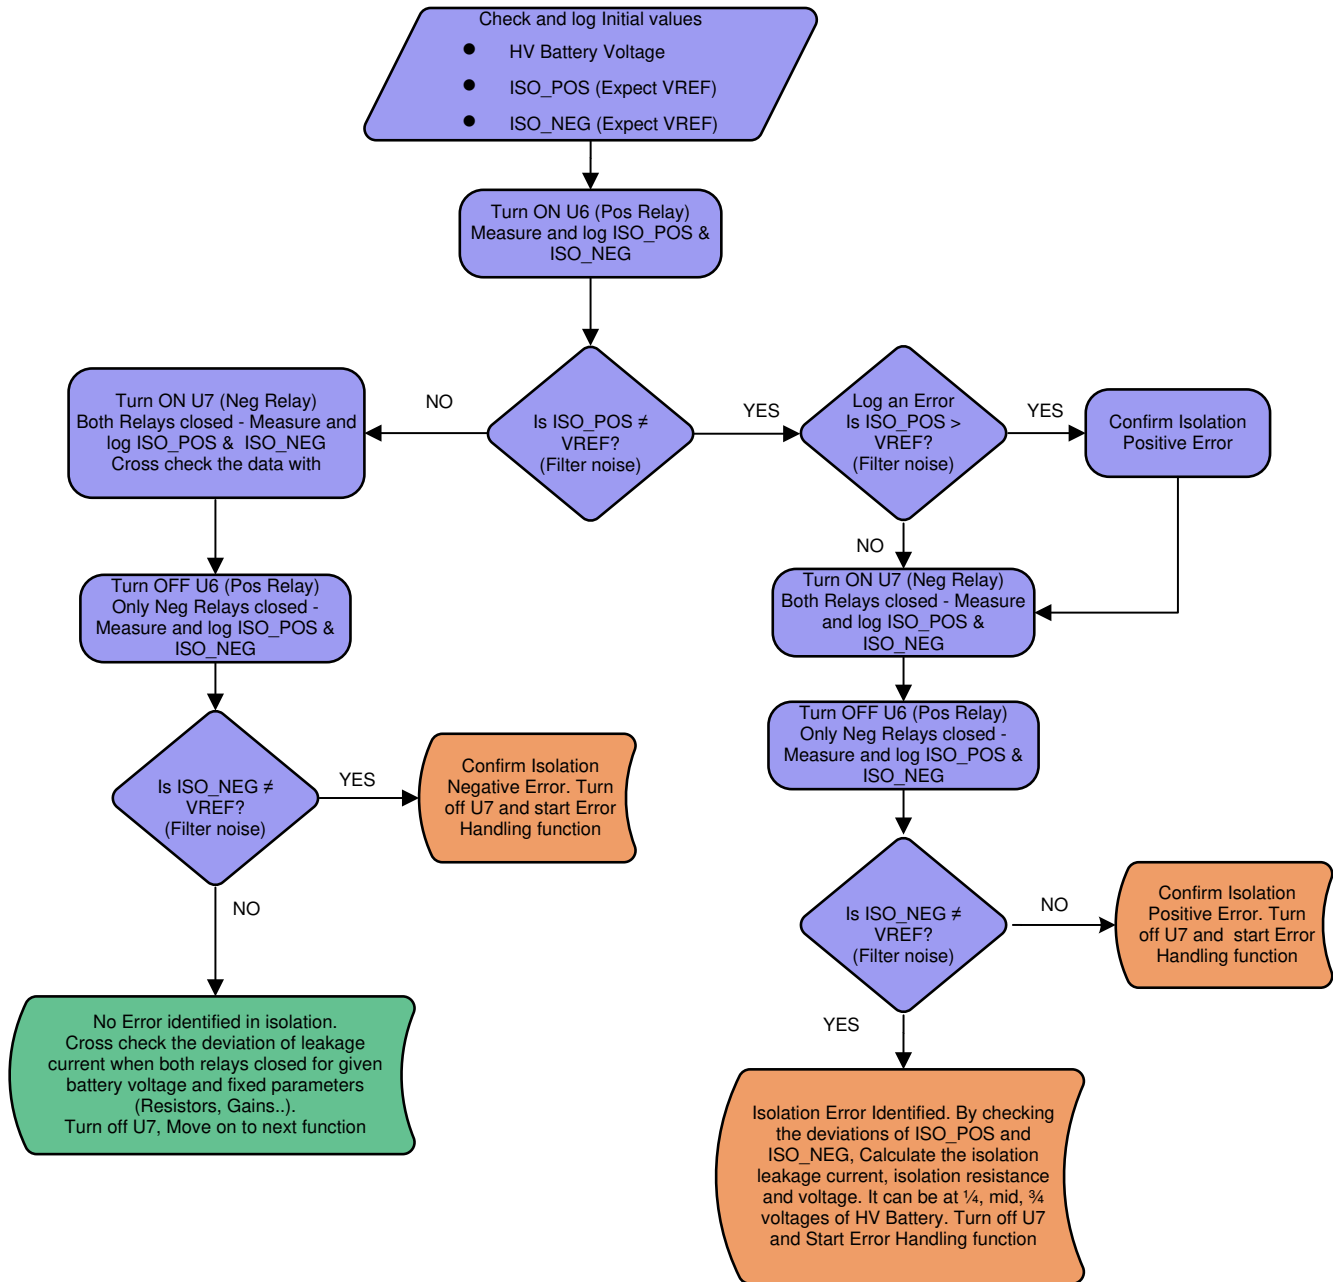 Check and log Initial values
● HV Battery Voltage
● ISO_POS (Expect VREF)
● ISO_NEG (Expect VREF)
Turn ON U6 (Pos Relay)
Measure and log ISO_POS &
ISO_NEG
Is ISO_POS ≠
VREF?
(Filter noise)
NO
YES
Turn ON U7 (Neg Relay)
Both Relays closed - Measure and
log ISO_POS &  ISO_NEG
Cross check the data with
Log an Error
Is ISO_POS >
VREF?
(Filter noise)
YES
Confirm Isolation
Positive Error
NO
Turn OFF U6 (Pos Relay)
Only Neg Relays closed -
Measure and log ISO_POS &
ISO_NEG
Turn ON U7 (Neg Relay)
Both Relays closed - Measure
and log ISO_POS &
ISO_NEG
Turn OFF U6 (Pos Relay)
Only Neg Relays closed -
Measure and log ISO_POS &
ISO_NEG
Is ISO_NEG ≠
VREF?
(Filter noise)
YES
Confirm Isolation
Negative Error. Turn
off U7 and start Error
Handling function
NO
Is ISO_NEG ≠
VREF?
(Filter noise)
NO
Confirm Isolation
Positive Error. Turn
off U7 and  start Error
Handling function
YES
No Error identified in isolation.
Cross check the deviation of leakage
current when both relays closed for given
battery voltage and fixed parameters
(Resistors, Gains..).
Turn off U7, Move on to next function
Isolation Error Identified. By checking
the deviations of ISO_POS and
ISO_NEG, Calculate the isolation
leakage current, isolation resistance
and voltage. It can be at ¼, mid, ¾
voltages of HV Battery. Turn off U7
and Start Error Handling function